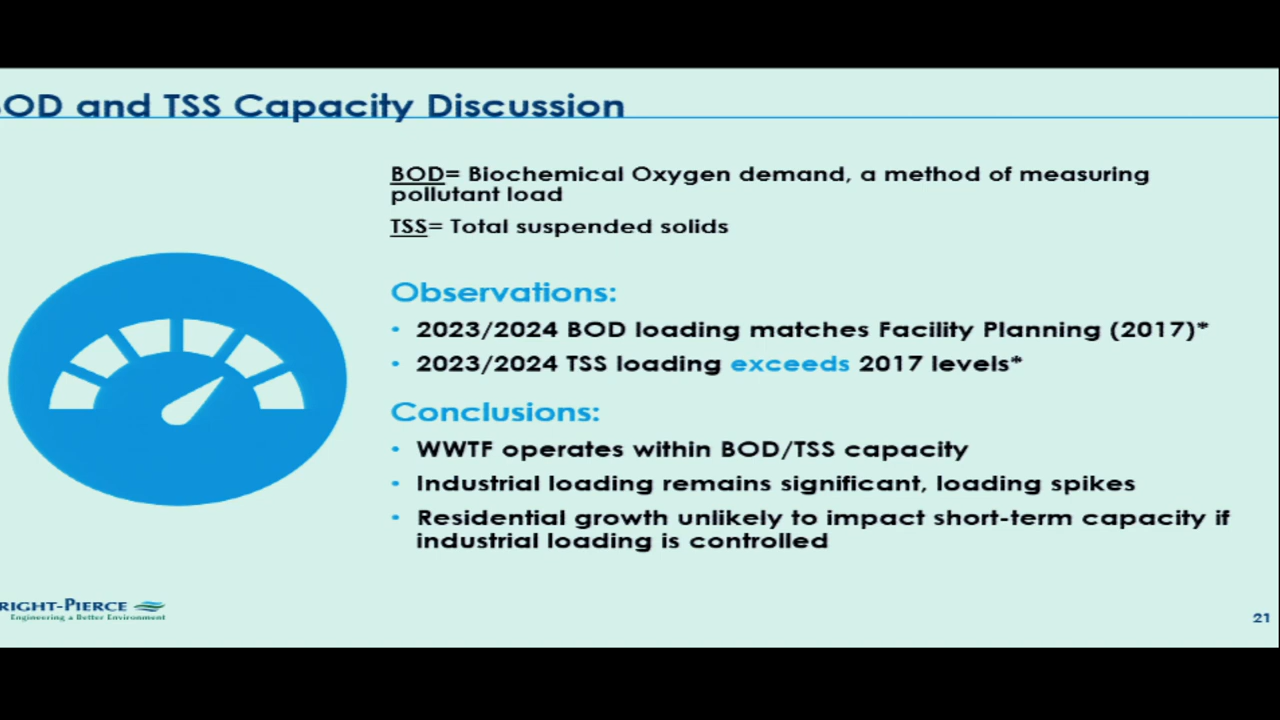 OD and TSS Capacity Discussion
BOD= Biochemical Oxygen demand, a method of measuring
pollutant load
TSS= Total suspended solids
Observations:
• 2023/2024 BOD loading matches Facility Planning (2017)*
• 2023/2024 TSS loading exceeds 2017 levels*
Conclusions:
• WWTF operates within BOD/TSS capacity
• Industrial loading remains significant, loading spikes
• Residential growth unlikely to impact short-term capacity if
industrial loading is controlled
RIGHT-PIERCE
Engineering a Better Environment
21